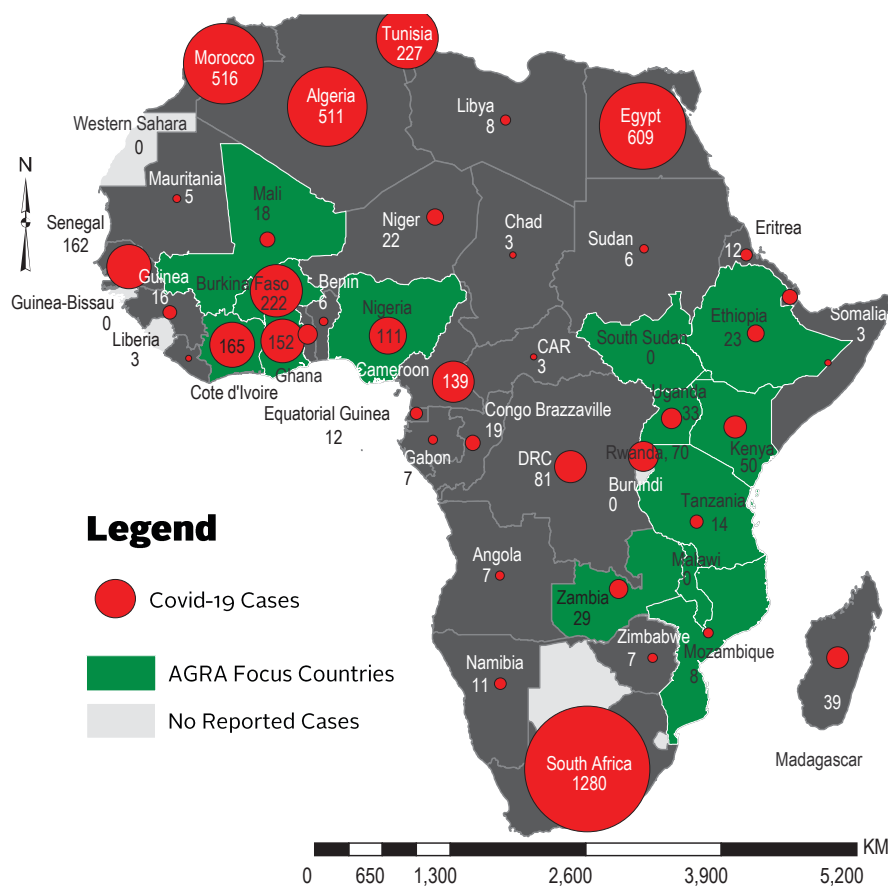 Tunisia
227
Morocco
516
Algeria
511
Libya
8
Egypt
609
Western Sahara
0
N
Mauritania
5
Mali
18
Niger
22
Chad
3
Sudan
6
Eritrea
12
Senegal
162
Guinea
16
Burkina Faso
222
Benin
6
Nigeria
111
Ethiopia
23
Somalia
3
Guinea-Bissau
0
Liberia
3
165
152
Ghana
Cote d'Ivoire
Cameroon
139
CAR
3
South Sudan
0
Uganda
33
Equatorial Guinea
12
Congo Brazzaville
19
Gabon
7
DRC
81
Rwanda, 70
Kenya
50
Burundi
0
Tanzania
14
Legend
Covid-19 Cases
AGRA Focus Countries
No Reported Cases
Angola
7
Zambia
29
Malawi
0
Zimbabwe
7
Mozambique
8
Namibia
11
39
Madagascar
South Africa
1280
KM
0 650 1,300 2,600 3,900 5,200